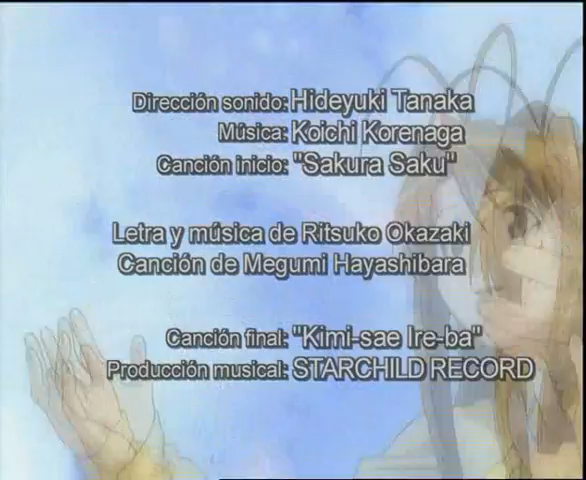 Dirección sonido: Hideyuki Tanaka
Música: Koichi Korenaga
Canción inicio: "Sakura Saku"
Letra y música de Ritsuko Okazaki
Canción de Megumi Hayashibara
Canción final: "Kimi-sae Ire-ba"
Producción musical: STARCHILD RECORD